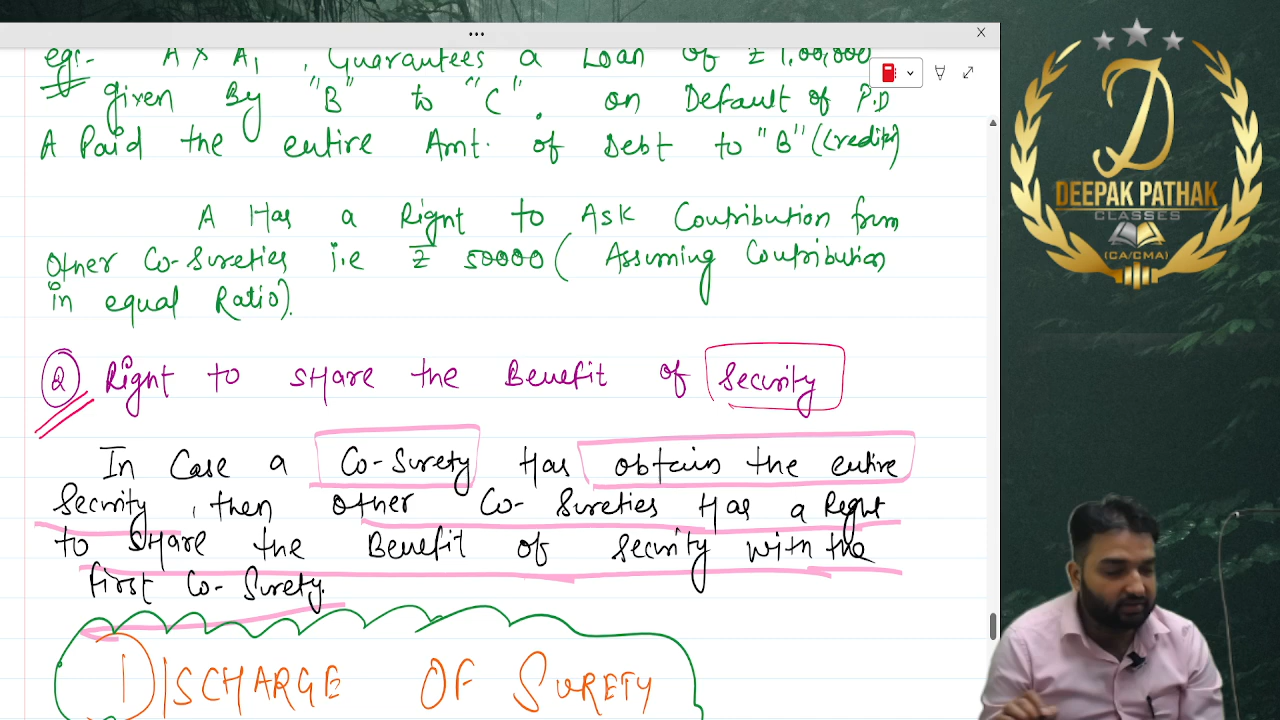 egs:- A & A1, Guarantees a Loan of ₹ 1,00,000
given By "B" to "C". on Default of P.D
A Paid the entire Amt. of Debt to "B" (Creditor)
A Has a Right to Ask Contribution from
other Co-Sureties i.e ₹ 50000 ( Assuming Contribution
in equal Ratio).
2 Right to SHARE the Benefit of Security
In Case a Co-Surety Has obtain the entire
Security, then other Co-Sureties Has a Right
to SHare the Benefit of Security with the
first Co-Surety.
DISCHARGE OF SURETY
D
DEEPAK PATHAK
CLASSES
(CA/CMA)